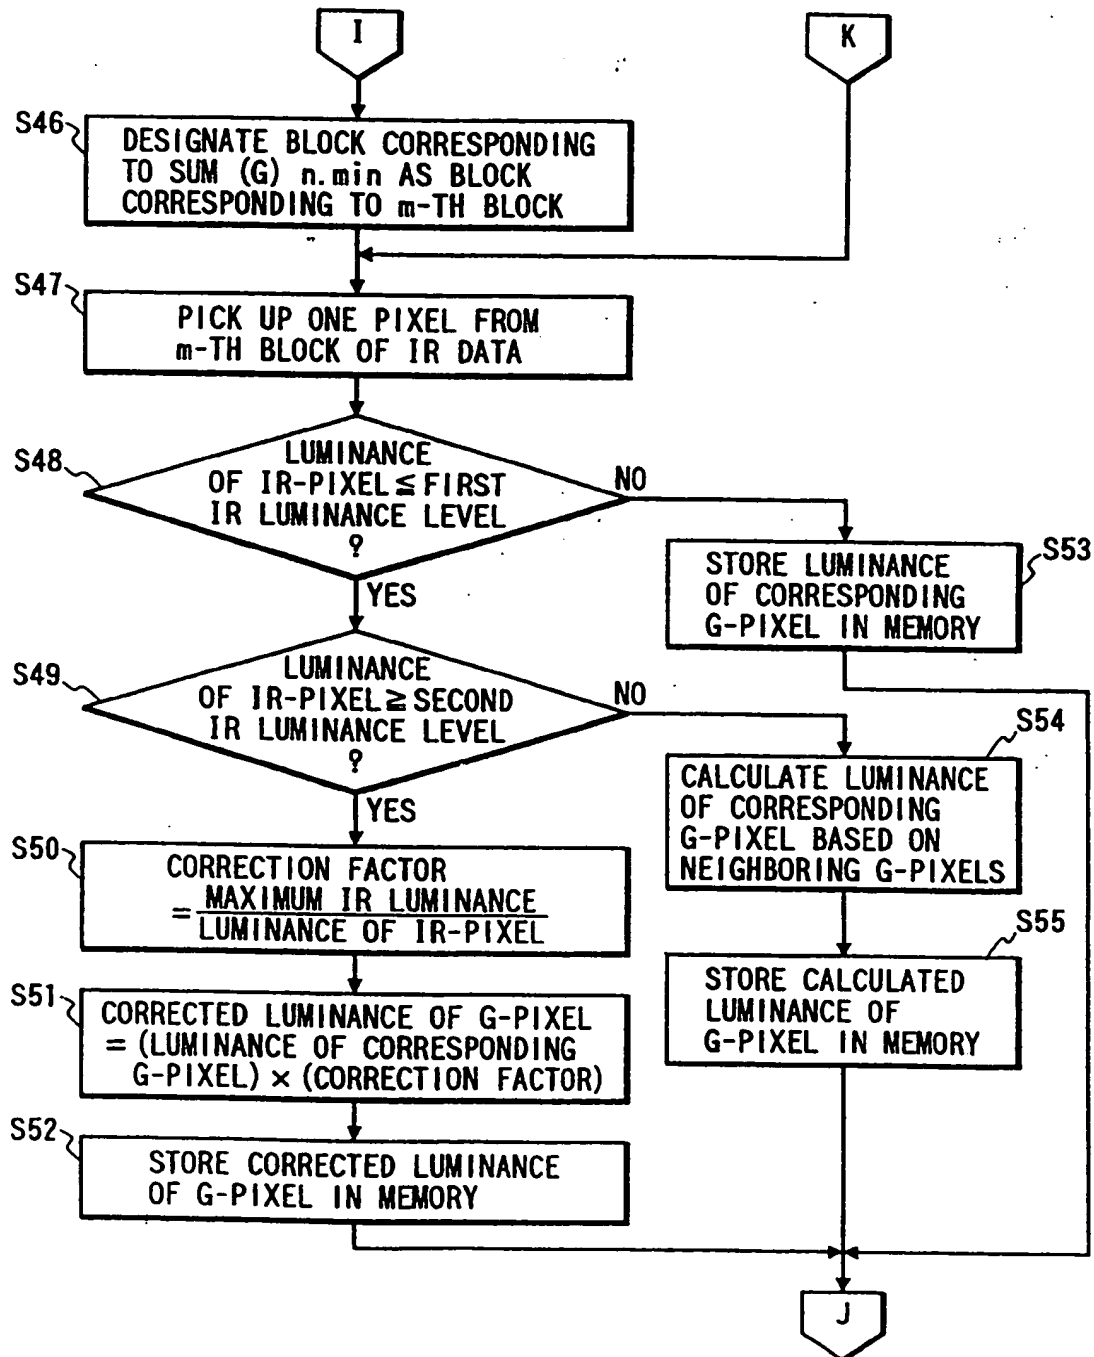 I
K
S46
DESIGNATE BLOCK CORRESPONDING
TO SUM (G) n.min AS BLOCK
CORRESPONDING TO m-TH BLOCK
S47
PICK UP ONE PIXEL FROM
m-TH BLOCK OF IR DATA
S48
LUMINANCE
OF IR-PIXEL ≦ FIRST
IR LUMINANCE LEVEL
?
NO
YES
S53
STORE LUMINANCE
OF CORRESPONDING
G-PIXEL IN MEMORY
S49
LUMINANCE
OF IR-PIXEL ≧ SECOND
IR LUMINANCE LEVEL
?
NO
YES
S54
CALCULATE LUMINANCE
OF CORRESPONDING
G-PIXEL BASED ON
NEIGHBORING G-PIXELS
S50
CORRECTION FACTOR
= MAXIMUM IR LUMINANCE
LUMINANCE OF IR-PIXEL
S55
STORE CALCULATED
LUMINANCE OF
G-PIXEL IN MEMORY
S51
CORRECTED LUMINANCE OF G-PIXEL
= (LUMINANCE OF CORRESPONDING
G-PIXEL) × (CORRECTION FACTOR)
S52
STORE CORRECTED LUMINANCE
OF G-PIXEL IN MEMORY
J